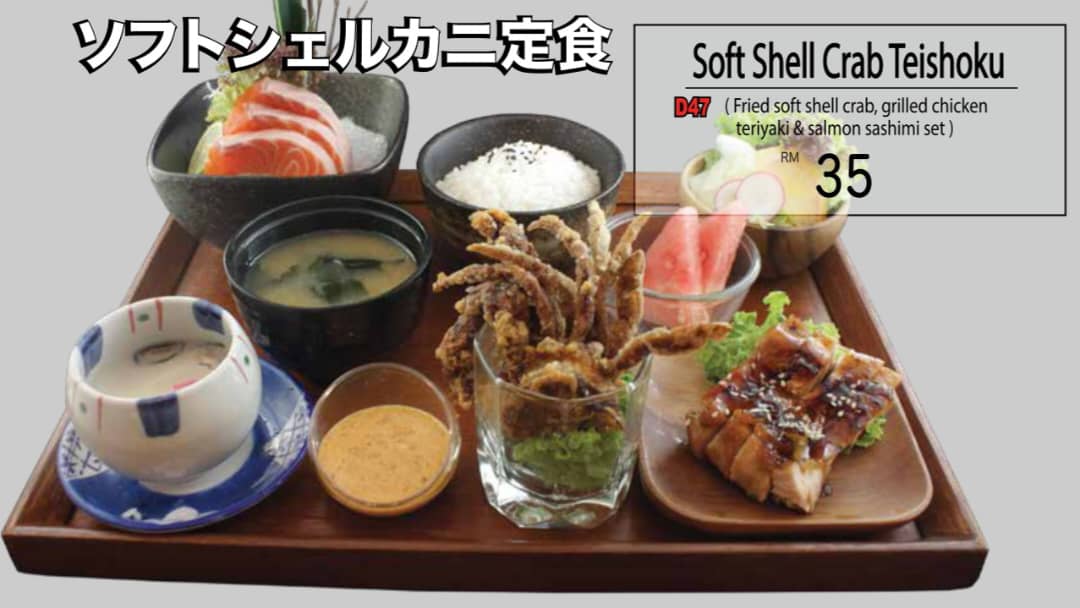 ソフトシェルカニ定食
Soft Shell Crab Teishoku
D47 ( Fried soft shell crab, grilled chicken
teriyaki & salmon sashimi set )
RM 35